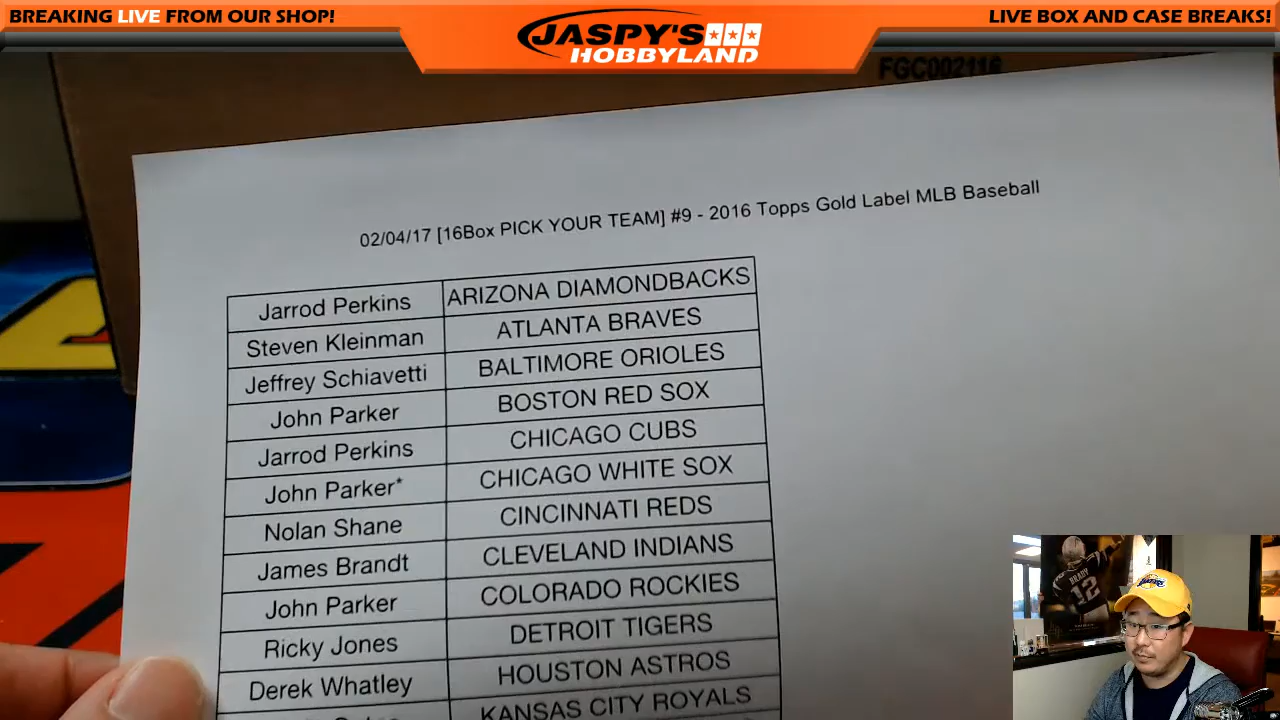 BREAKING LIVE FROM OUR SHOP!
JASPY'S
HOBBYLAND
LIVE BOX AND CASE BREAKS!
FGC002116
02/04/17 [16Box PICK YOUR TEAM] #9 - 2016 Topps Gold Label MLB Baseball
Jarrod Perkins ARIZONA DIAMONDBACKS
Steven Kleinman ATLANTA BRAVES
Jeffrey Schiavetti BALTIMORE ORIOLES
John Parker BOSTON RED SOX
Jarrod Perkins CHICAGO CUBS
John Parker* CHICAGO WHITE SOX
Nolan Shane CINCINNATI REDS
James Brandt CLEVELAND INDIANS
John Parker COLORADO ROCKIES
Ricky Jones DETROIT TIGERS
Derek Whatley HOUSTON ASTROS
KANSAS CITY ROYALS
BRADY
12